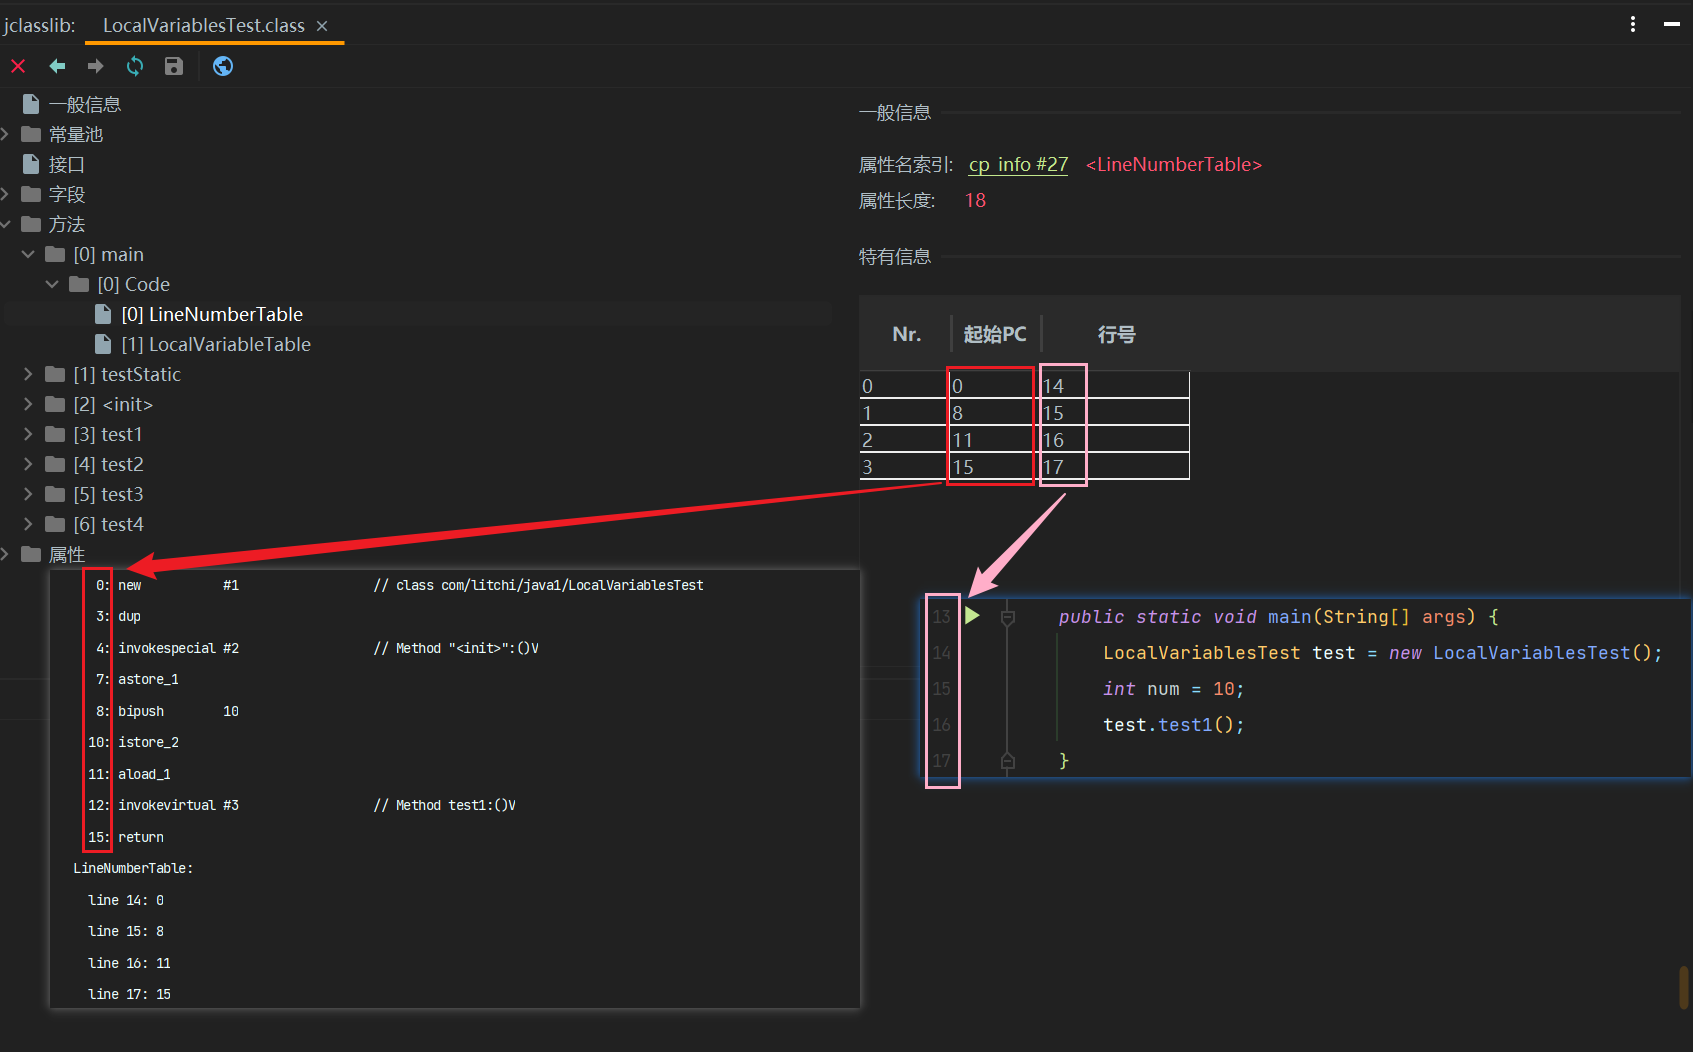 jclasslib: LocalVariablesTest.class
一般信息
常量池
接口
字段
方法
[0] main
[0] Code
[0] LineNumberTable
[1] LocalVariableTable
[1] testStatic
[2] <init>
[3] test1
[4] test2
[5] test3
[6] test4
属性
一般信息
属性名索引: cp_info #27 <LineNumberTable>
属性长度: 18
特有信息
Nr. 起始PC 行号
0 0 14
1 8 15
2 11 16
3 15 17
0: new #1 // class com/litchi/java1/LocalVariablesTest
3: dup
4: invokespecial #2 // Method "<init>":()V
7: astore_1
8: bipush 10
10: istore_2
11: aload_1
12: invokevirtual #3 // Method test1:()V
15: return
LineNumberTable:
line 14: 0
line 15: 8
line 16: 11
line 17: 15
13 public static void main(String[] args) {
14 LocalVariablesTest test = new LocalVariablesTest();
15 int num = 10;
16 test.test1();
17 }